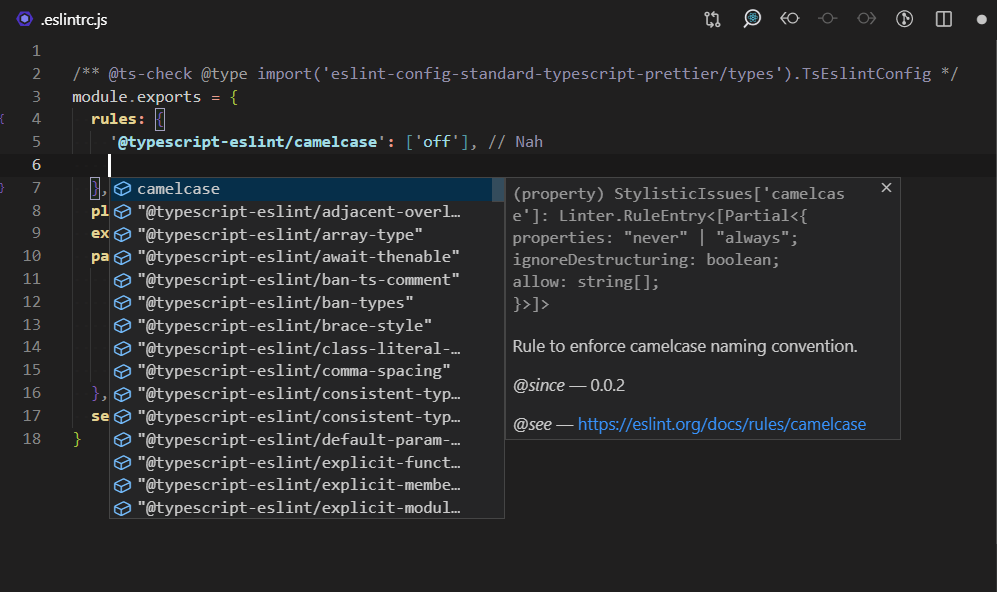 .eslintrc.js
1
2 /** @ts-check @type import('eslint-config-standard-typescript-prettier/types').TsEslintConfig */
3 module.exports = {
4 rules: {
5 '@typescript-eslint/camelcase': ['off'], // Nah
6
7 },
8 pl
9 ex
10 pa
11
12
13
14
15
16 },
17 se
18 }
camelcase
"@typescript-eslint/adjacent-overl…
"@typescript-eslint/array-type"
"@typescript-eslint/await-thenable"
"@typescript-eslint/ban-ts-comment"
"@typescript-eslint/ban-types"
"@typescript-eslint/brace-style"
"@typescript-eslint/class-literal-…
"@typescript-eslint/comma-spacing"
"@typescript-eslint/consistent-typ…
"@typescript-eslint/consistent-typ…
"@typescript-eslint/default-param-…
"@typescript-eslint/explicit-funct…
"@typescript-eslint/explicit-membe…
"@typescript-eslint/explicit-modul…
(property) StylisticIssues['camelcas
e']: Linter.RuleEntry<[Partial<{
properties: "never" | "always";
ignoreDestructuring: boolean;
allow: string[];
}>]>
Rule to enforce camelcase naming convention.
@since — 0.0.2
@see — https://eslint.org/docs/rules/camelcase